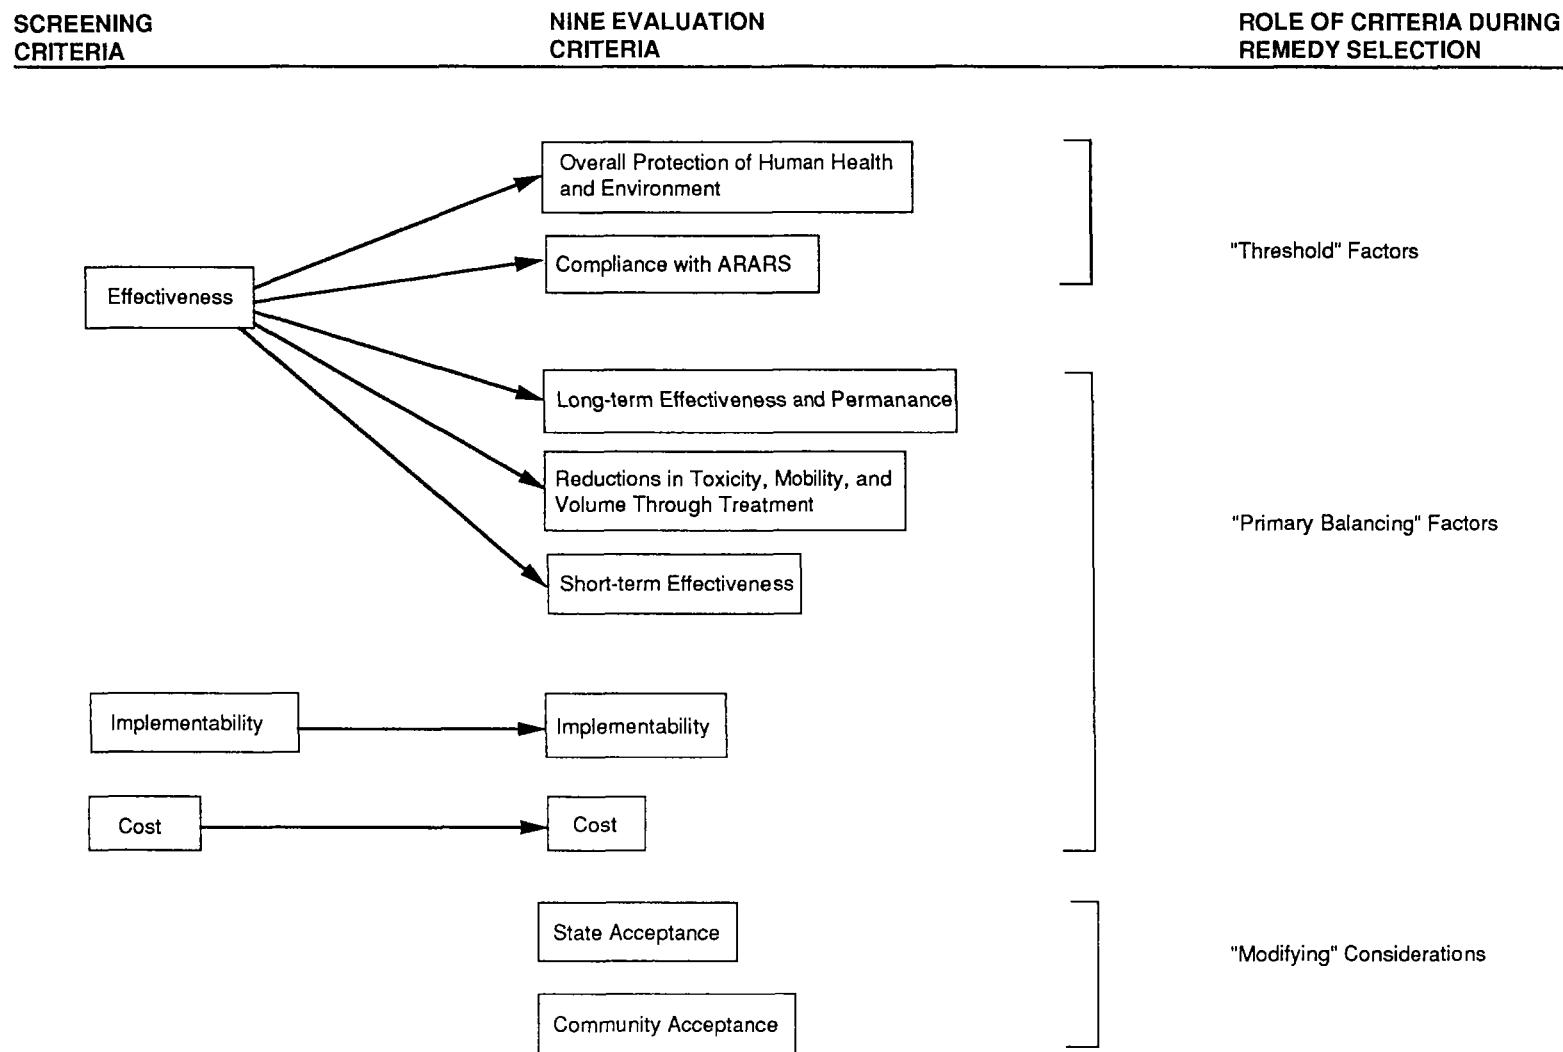 SCREENING
CRITERIA
NINE EVALUATION
CRITERIA
ROLE OF CRITERIA DURING
REMEDY SELECTION
Effectiveness
Overall Protection of Human Health
and Environment
Compliance with ARARS
"Threshold" Factors
Long-term Effectiveness and Permanance
Reductions in Toxicity, Mobility, and
Volume Through Treatment
Short-term Effectiveness
"Primary Balancing" Factors
Implementability
Implementability
Cost
Cost
State Acceptance
Community Acceptance
"Modifying" Considerations